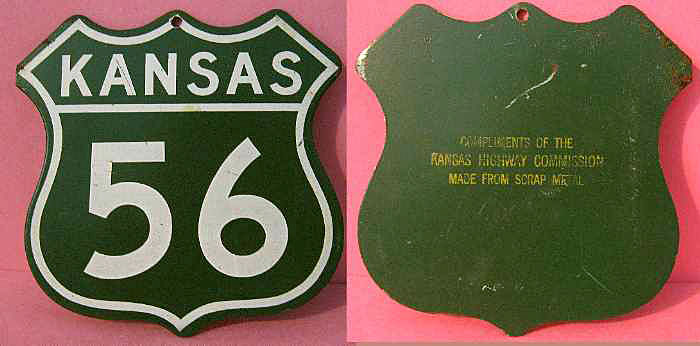 KANSAS
56
COMPLIMENTS OF THE
KANSAS HIGHWAY COMMISSION
MADE FROM SCRAP METAL